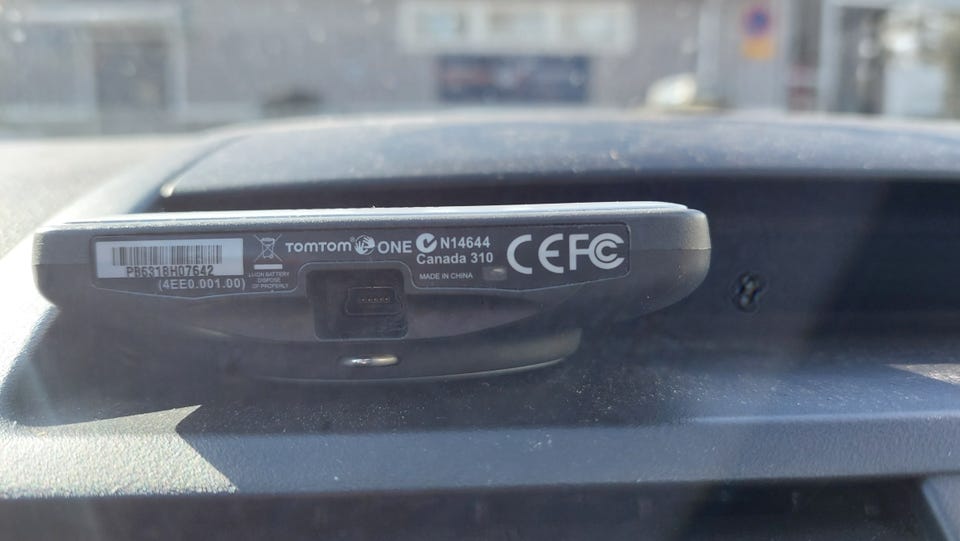 PB6318H07642
(4EE0.001.00)
LI-ION BATTERY
DISPOSE
OF PROPERLY
TOMTOM ONE
N14644
Canada 310
MADE IN CHINA
CE FC